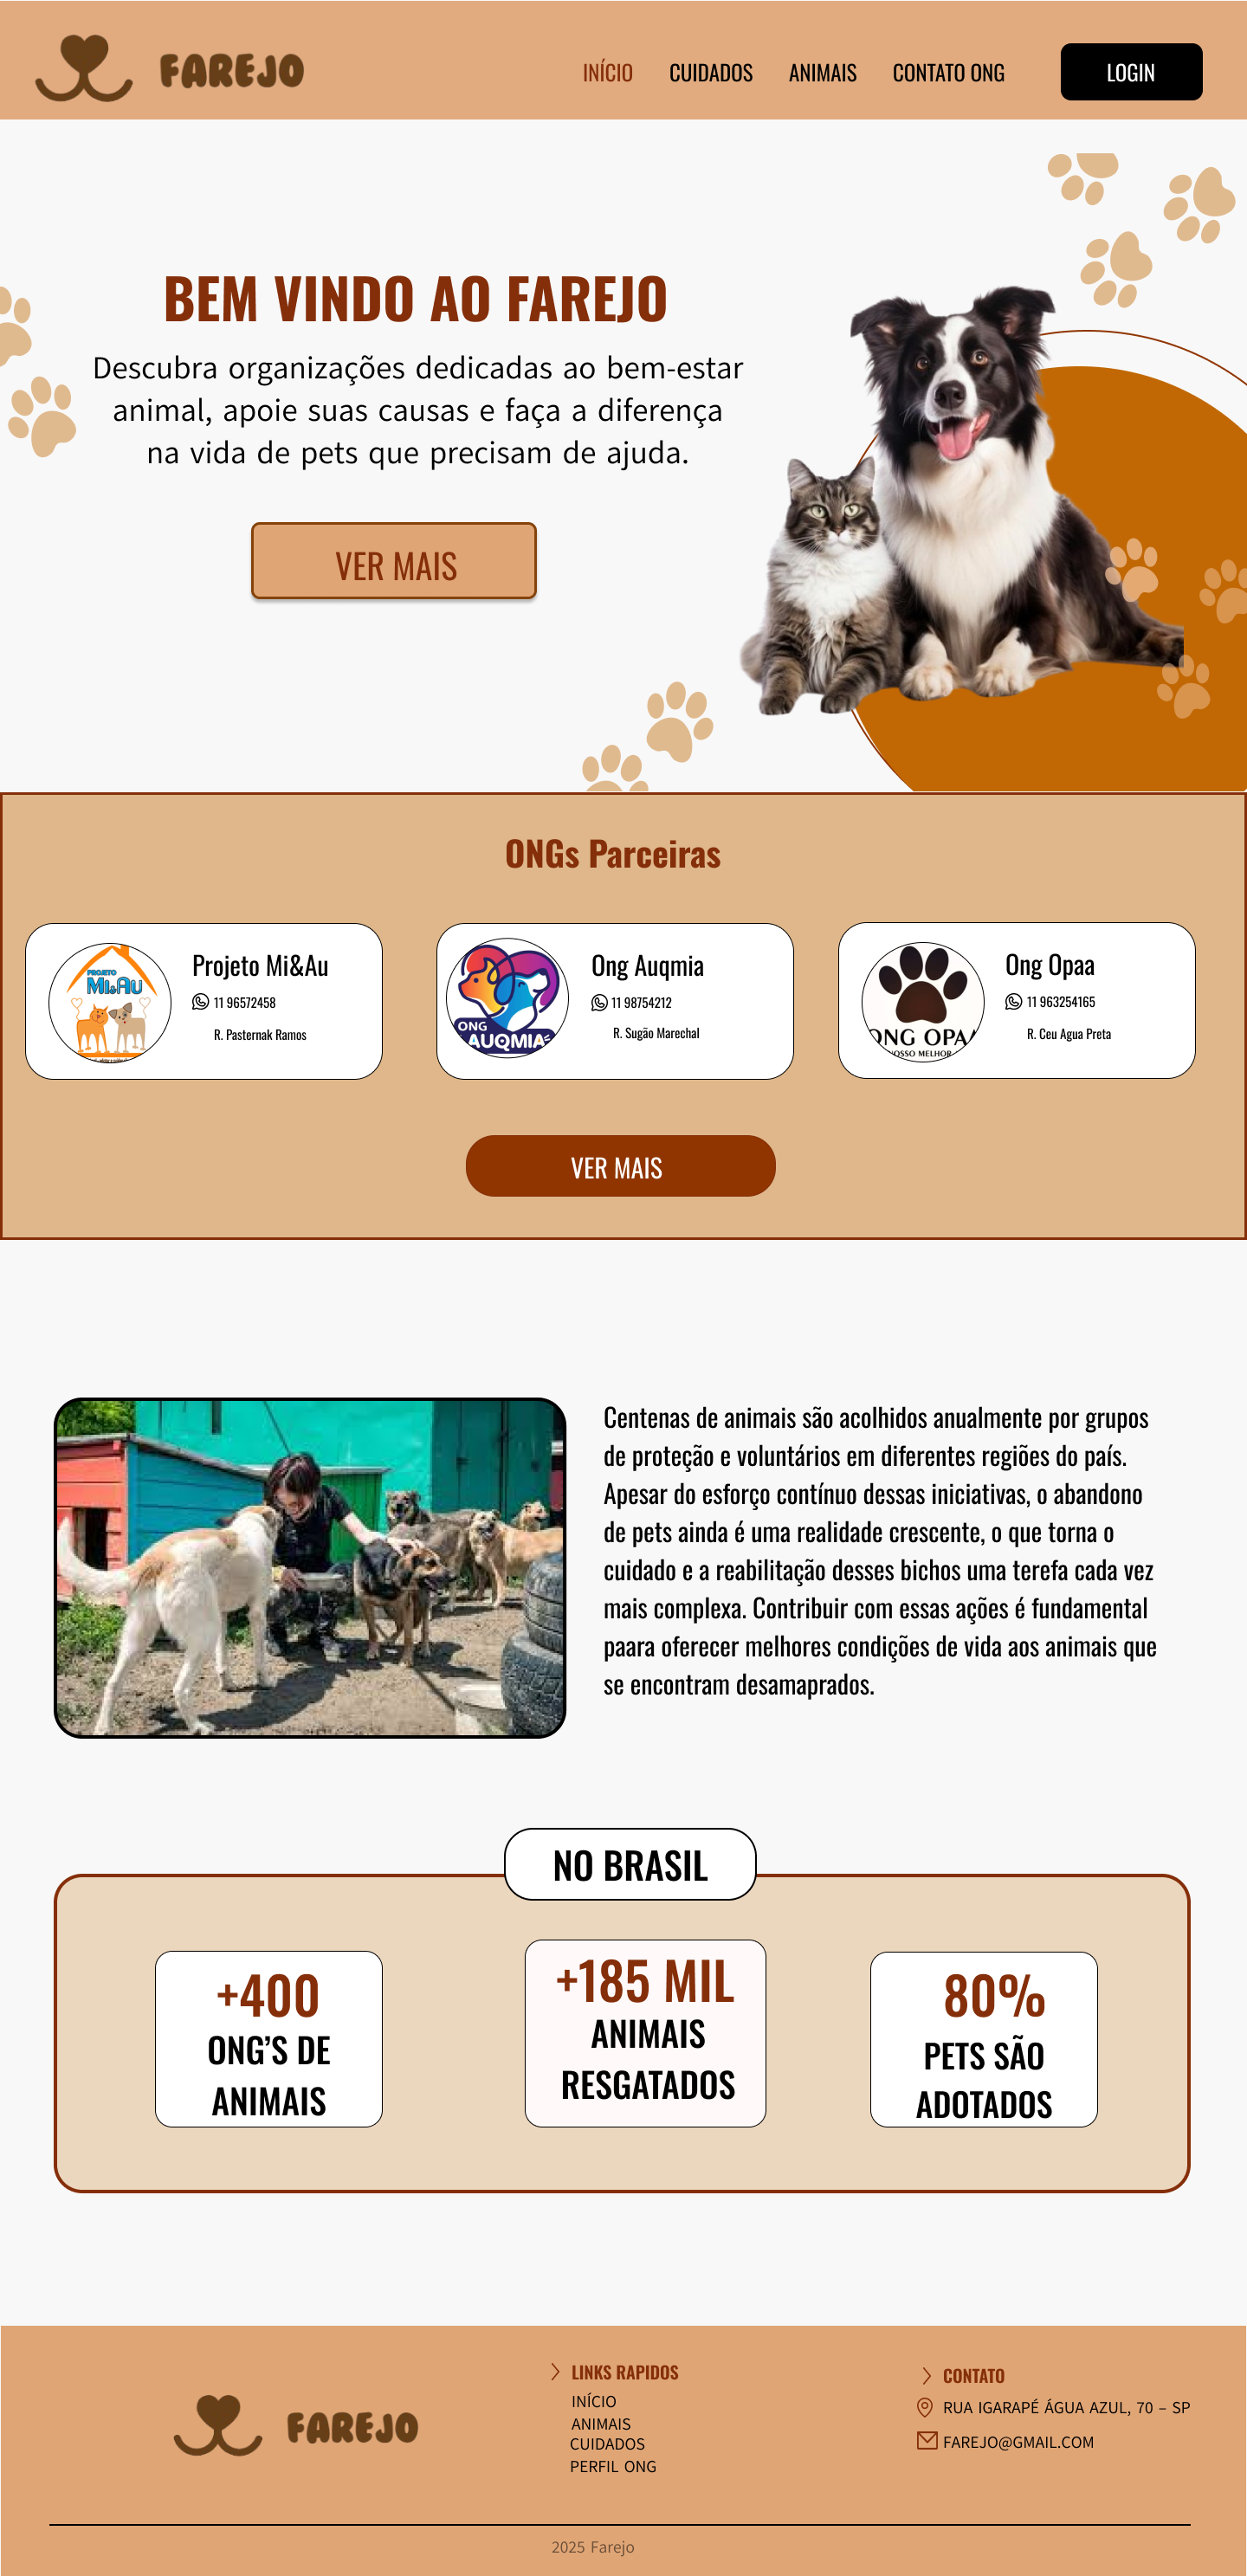 FAREJO
INÍCIO CUIDADOS ANIMAIS CONTATO ONG LOGIN
BEM VINDO AO FAREJO
Descubra organizações dedicadas ao bem-estar
animal, apoie suas causas e faça a diferença
na vida de pets que precisam de ajuda.
VER MAIS
ONGs Parceiras
PROJETO
Mi&Au
Projeto Mi&Au
11 96572458
R. Pasternak Ramos
ONG
AUQMIA
Ong Auqmia
11 98754212
R. Sugão Marechal
ONG OPAA
OSSO MELHOR
Ong Opaa
11 963254165
R. Ceu Agua Preta
VER MAIS
Centenas de animais são acolhidos anualmente por grupos
de proteção e voluntários em diferentes regiões do país.
Apesar do esforço contínuo dessas iniciativas, o abandono
de pets ainda é uma realidade crescente, o que torna o
cuidado e a reabilitação desses bichos uma terefa cada vez
mais complexa. Contribuir com essas ações é fundamental
paara oferecer melhores condições de vida aos animais que
se encontram desamaprados.
NO BRASIL
+400
ONG’S DE
ANIMAIS
+185 MIL
ANIMAIS
RESGATADOS
80%
PETS SÃO
ADOTADOS
FAREJO
LINKS RAPIDOS
INÍCIO
ANIMAIS
CUIDADOS
PERFIL ONG
CONTATO
RUA IGARAPÉ ÁGUA AZUL, 70 – SP
FAREJO@GMAIL.COM
2025 Farejo